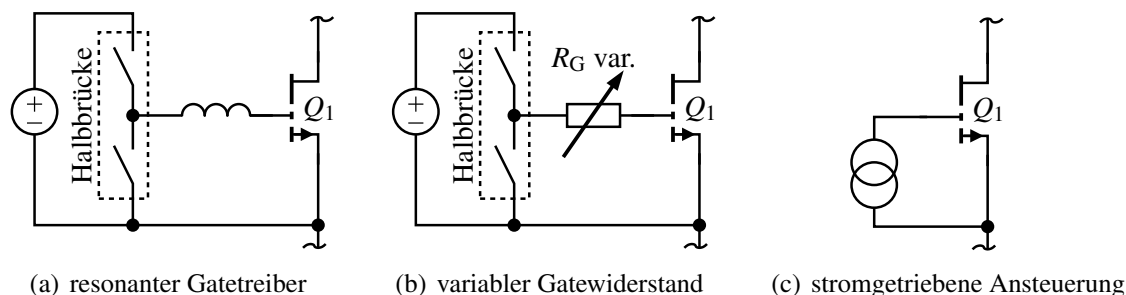 Halbbrücke
+
−
Q1
(a) resonanter Gatetreiber
Halbbrücke
+
−
RG var.
Q1
(b) variabler Gatewiderstand
Q1
(c) stromgetriebene Ansteuerung